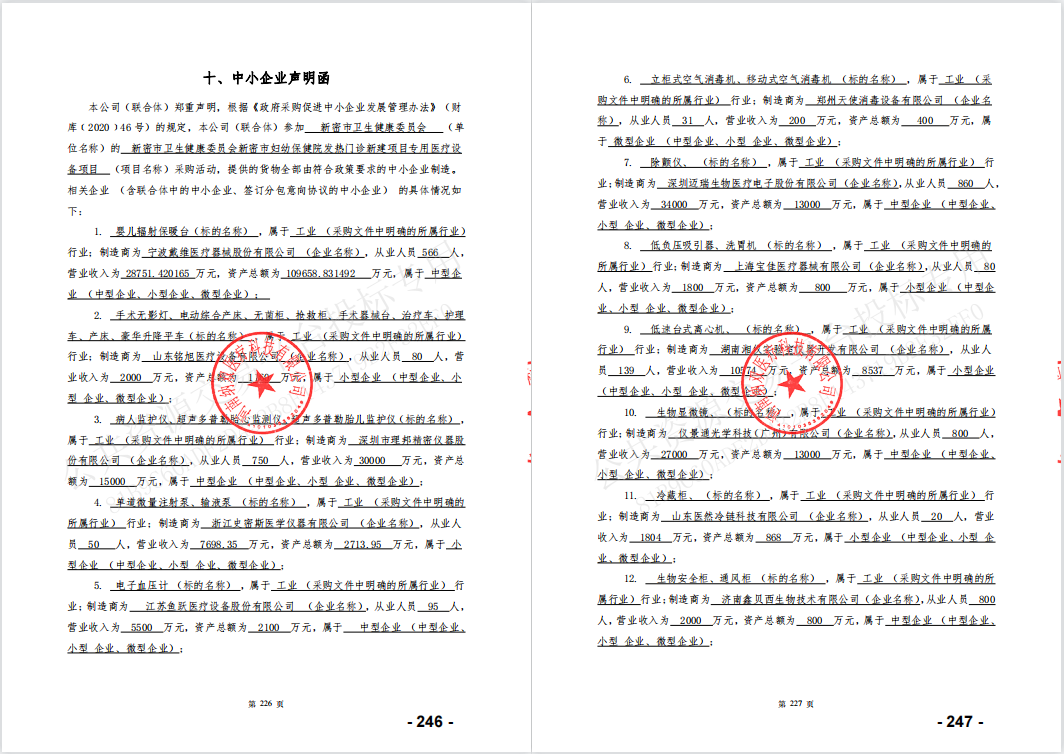 十、中小企业声明函
本公司（联合体）郑重声明，根据《政府采购促进中小企业发展管理办法》（财
库﹝2020﹞46 号）的规定，本公司（联合体）参加 新密市卫生健康委员会 （单
位名称）的 新密市卫生健康委员会新密市妇幼保健院发热门诊新建项目专用医疗设
备项目 （项目名称）采购活动，提供的货物全部由符合政策要求的中小企业制造。
相关企业 （含联合体中的中小企业、签订分包意向协议的中小企业） 的具体情况如
下：
1. 婴儿辐射保暖台（标的名称） ，属于 工业 （采购文件中明确的所属行业）
行业；制造商为 宁波戴维医疗器械股份有限公司 （企业名称），从业人员 566 人，
营业收入为 28751.420165 万元，资产总额为 109658.831492 万元，属于 中型企
业 （中型企业、小型企业、微型企业）；
2. 手术无影灯、电动综合产床、无菌柜、抢救柜、手术器械台、治疗车、护理
车、产床、豪华升降平车（标的名称） ，属于 工业 （采购文件中明确的所属行业）
行业；制造商为 山东铭旭医疗设备有限公司 （企业名称），从业人员 80 人，营
业收入为 2000 万元，资产总额为 万元，属于 小型企业 （中型企业、小
型 企业、微型企业）；
3. 病人监护仪、超声多普勒胎心监测仪、超声多普勒胎儿监护仪（标的名称） ，
属于 工业 （采购文件中明确的所属行业） 行业；制造商为 深圳市理邦精密仪器股
份有限公司 （企业名称），从业人员 750 人，营业收入为 30000 万元，资产总
额为 15000 万元，属于 中型企业 （中型企业、小型 企业、微型企业）；
4. 单道微量注射泵、输液泵 （标的名称） ，属于 工业 （采购文件中明确的
所属行业） 行业；制造商为 浙江史密斯医学仪器有限公司 （企业名称），从业人
员 50 人，营业收入为 7698.35 万元，资产总额为 2713.95 万元，属于 小
型企业 （中型企业、小型 企业、微型企业）；
5. 电子血压计 （标的名称） ，属于 工业 （采购文件中明确的所属行业） 行
业；制造商为 江苏鱼跃医疗设备股份有限公司 （企业名称），从业人员 95 人，
营业收入为 5500 万元，资产总额为 2100 万元，属于 中型企业 （中型企业、
小型 企业、微型企业）；
第 226 页
- 246 -
6. 立柜式空气消毒机、移动式空气消毒机 （标的名称） ，属于 工业 （采
购文件中明确的所属行业） 行业；制造商为 郑州天使消毒设备有限公司 （企业名
称），从业人员 31 人，营业收入为 200 万元，资产总额为 400 万元，属
于 微型企业 （中型企业、小型 企业、微型企业）；
7. 除颤仪、 （标的名称） ，属于 工业 （采购文件中明确的所属行业） 行
业；制造商为 深圳迈瑞生物医疗电子股份有限公司（企业名称），从业人员 860 人，
营业收入为 34000 万元，资产总额为 13000 万元，属于 中型企业 （中型企业、
小型 企业、微型企业）；
8. 低负压吸引器、洗胃机 （标的名称） ，属于 工业 （采购文件中明确的
所属行业） 行业；制造商为 上海宝佳医疗器械有限公司（企业名称），从业人员 80
人，营业收入为 1800 万元，资产总额为 800 万元，属于 小型企业 （中型企
业、小型 企业、微型企业）；
9. 低速台式离心机、 （标的名称） ，属于 工业 （采购文件中明确的所属
行业） 行业；制造商为 湖南湘仪实验室仪器开发有限公司 （企业名称），从业人
员 139 人，营业收入为 10574 万元，资产总额为 8537 万元，属于 小型企业
（中型企业、小型 企业、微型企业）；
10. 生物显微镜、 （标的名称） ，属于 工业 （采购文件中明确的所属行业）
行业；制造商为 仪景通光学科技(广州)有限公司（企业名称），从业人员 800 人，
营业收入为 27000 万元，资产总额为 13000 万元，属于 中型企业 （中型企业、
小型 企业、微型企业）；
11. 冷藏柜、 （标的名称） ，属于 工业 （采购文件中明确的所属行业） 行
业；制造商为 山东医然冷链科技有限公司 （企业名称），从业人员 20 人，营业
收入为 1804 万元，资产总额为 868 万元，属于 小型企业 （中型企业、小型 企
业、微型企业）；
12. 生物安全柜、通风柜 （标的名称） ，属于 工业 （采购文件中明确的所
属行业） 行业；制造商为 济南鑫贝西生物技术有限公司（企业名称），从业人员 800
人，营业收入为 2000 万元，资产总额为 800 万元，属于 中型企业 （中型企业、
小型 企业、微型企业）；
第 227 页
- 247 -